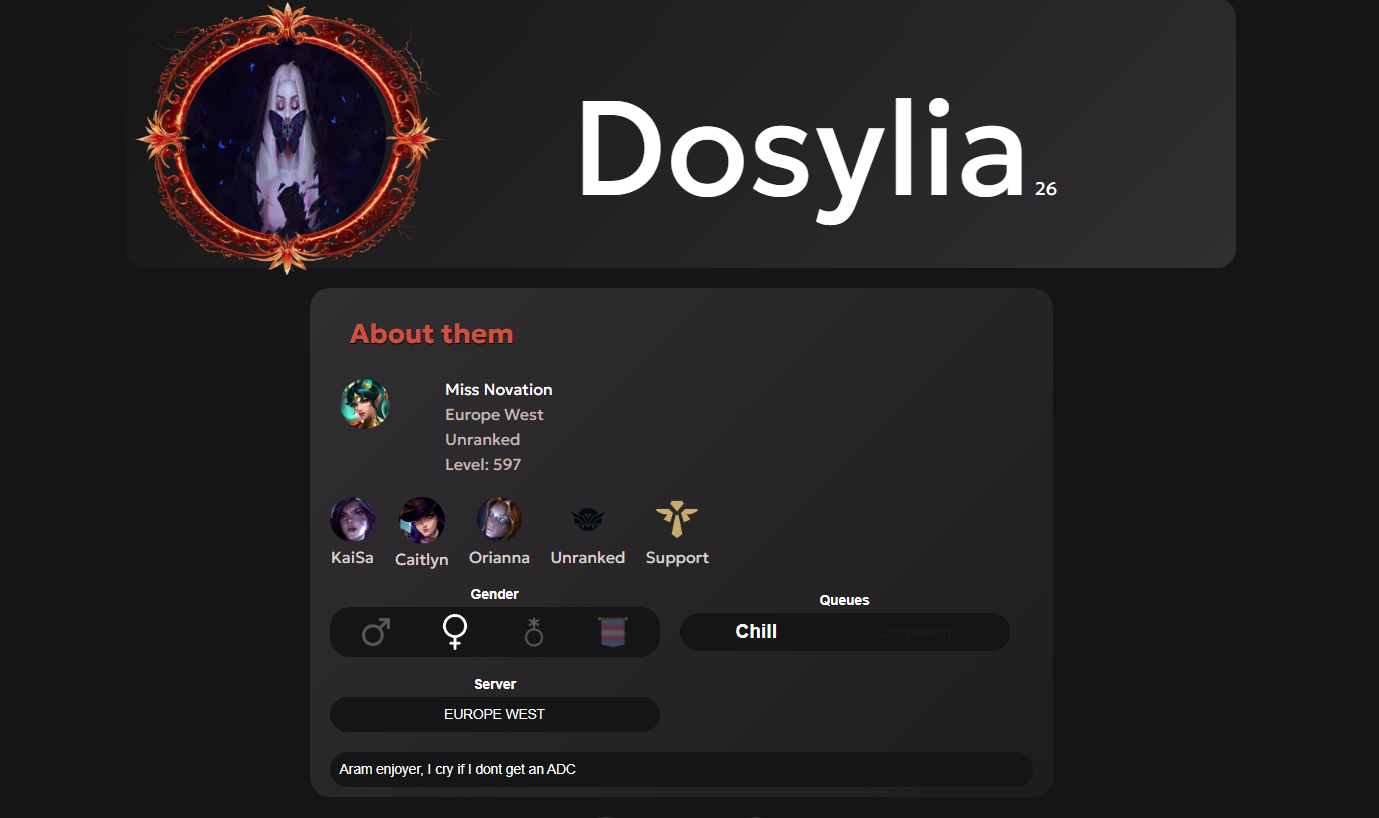 Dosylia 26
About them
Miss Novation
Europe West
Unranked
Level: 597
KaiSa Caitlyn Orianna Unranked Support
Gender
Queues
Chill Competition
Server
EUROPE WEST
Aram enjoyer, I cry if I dont get an ADC